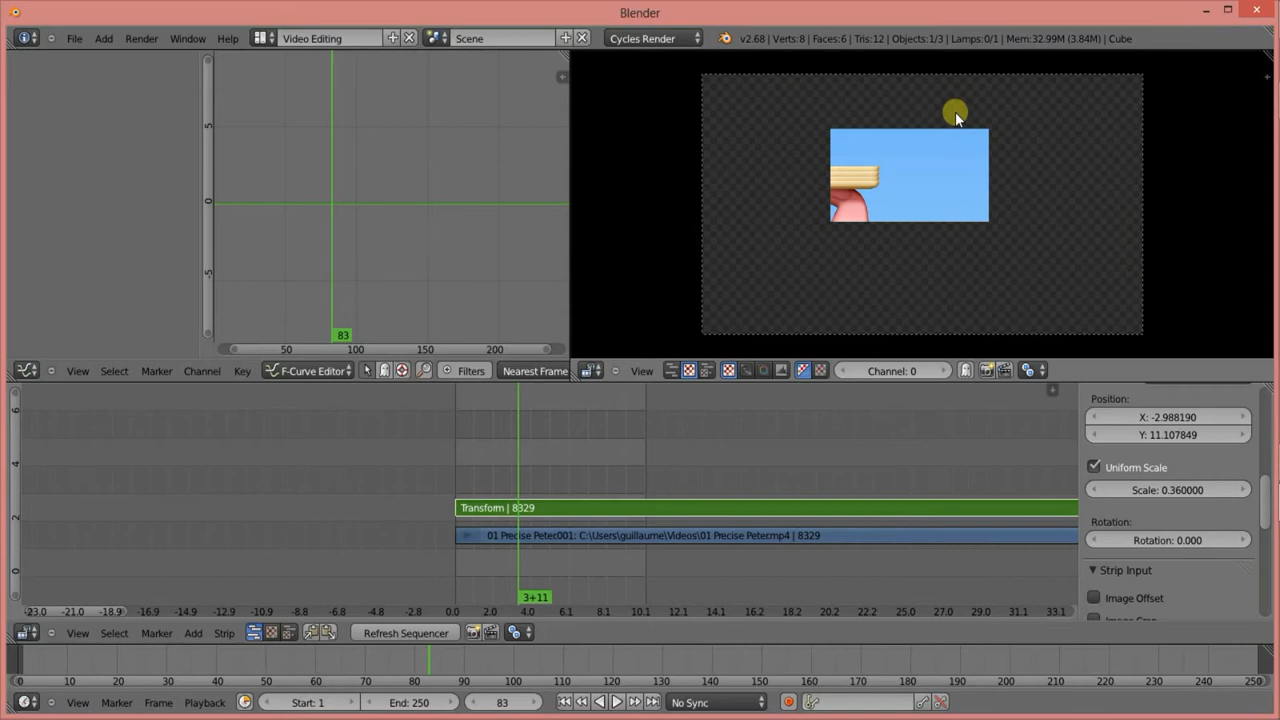 Blender
File Add Render Window Help Video Editing Scene Cycles Render v2.68 | Verts:8 | Faces:6 | Tris:12 | Objects:1/3 | Lamps:0/1 | Mem:32.99M (3.84M) | Cube
5
0
-5
83
50 100 150 200
View Select Marker Channel Key F-Curve Editor Filters Nearest Frame View Channel: 0
6
4
2
0
Position:
X: -2.988190
Y: 11.107849
Uniform Scale
Scale: 0.360000
Rotation:
Rotation: 0.000
Strip Input
Image Offset
Transform | 8329
01 Precise Peter.001: C:\Users\guillaume\Videos\01 Precise Peter.mp4 | 8329
3+11
-23.0 -21.0 -18.9 -16.9 -14.9 -12.9 -10.9 -8.8 -6.8 -4.8 -2.8 0.0 2.0 4.0 6.1 8.1 10.1 12.1 14.2 16.2 18.2 20.2 22.2 25.0 27.0 29.1 31.1 33.1
View Select Marker Add Strip Refresh Sequencer
0 10 20 30 40 50 60 70 80 90 100 110 120 130 140 150 160 170 180 190 200 210 220 230 240 250
View Marker Frame Playback Start: 1 End: 250 83 No Sync